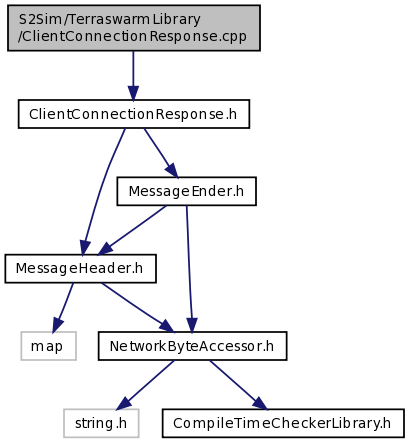 S2Sim/TerraswarmLibrary
/ClientConnectionResponse.cpp
ClientConnectionResponse.h
MessageEnder.h
MessageHeader.h
map
NetworkByteAccessor.h
string.h
CompileTimeCheckerLibrary.h